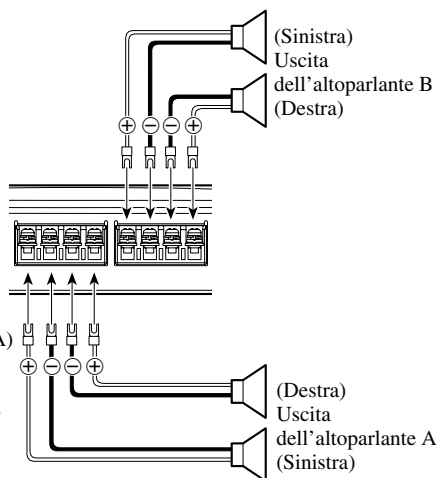 (Sinistra)
Uscita
dell'altoparlante B
(Destra)
+ − − +
A)
+ − − +
(Destra)
Uscita
dell'altoparlante A
(Sinistra)